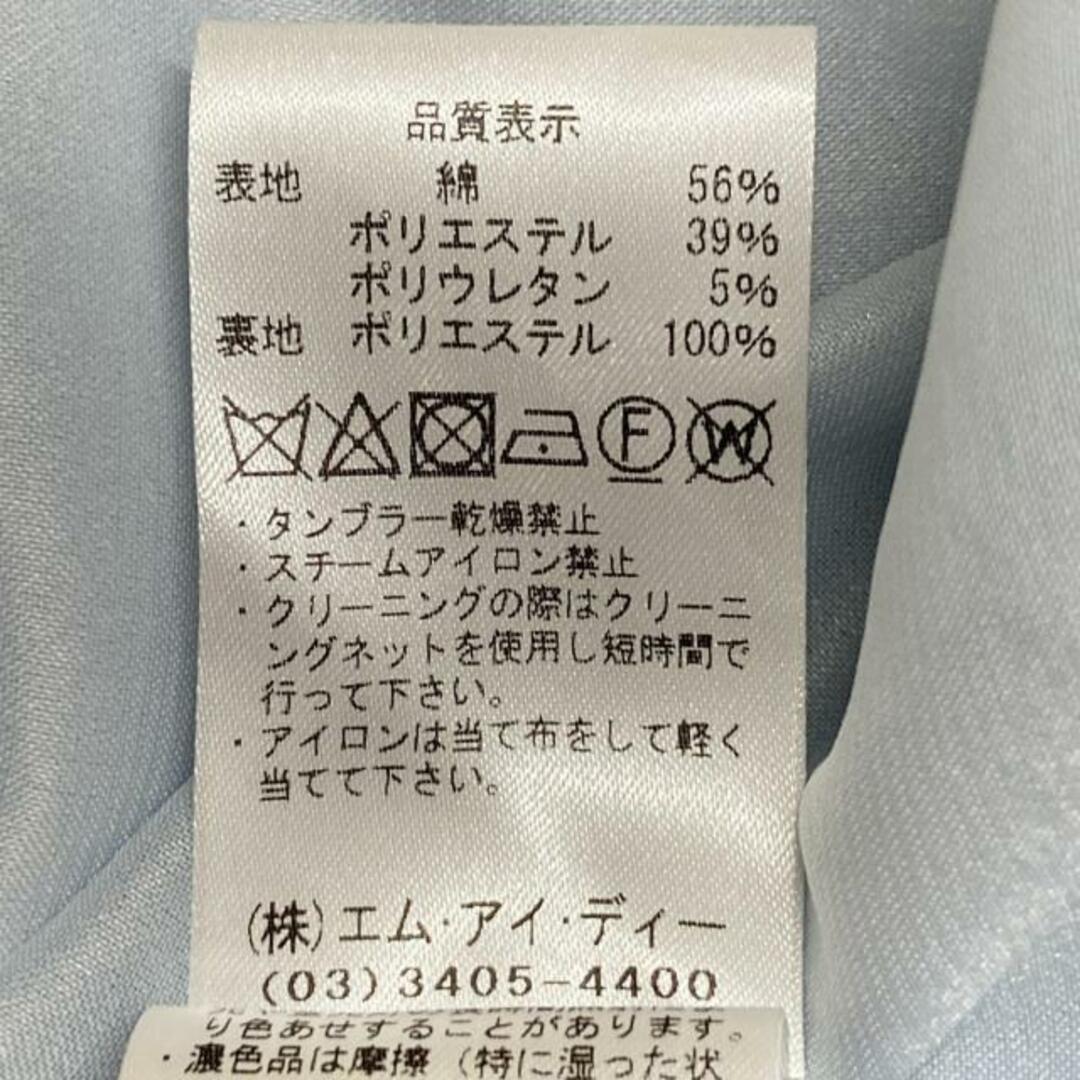 品質表示
表地 綿 56%
ポリエステル 39%
ポリウレタン 5%
裏地 ポリエステル 100%
F W
・タンブラー乾燥禁止
・スチームアイロン禁止
・クリーニングの際はクリーニ
ングネットを使用し短時間で
行って下さい。
・アイロンは当て布をして軽く
当てて下さい。
(株)エム・アイ・ディー
(03)3405-4400
り色あせすることがあります。
・濃色品は摩擦(特に湿った状